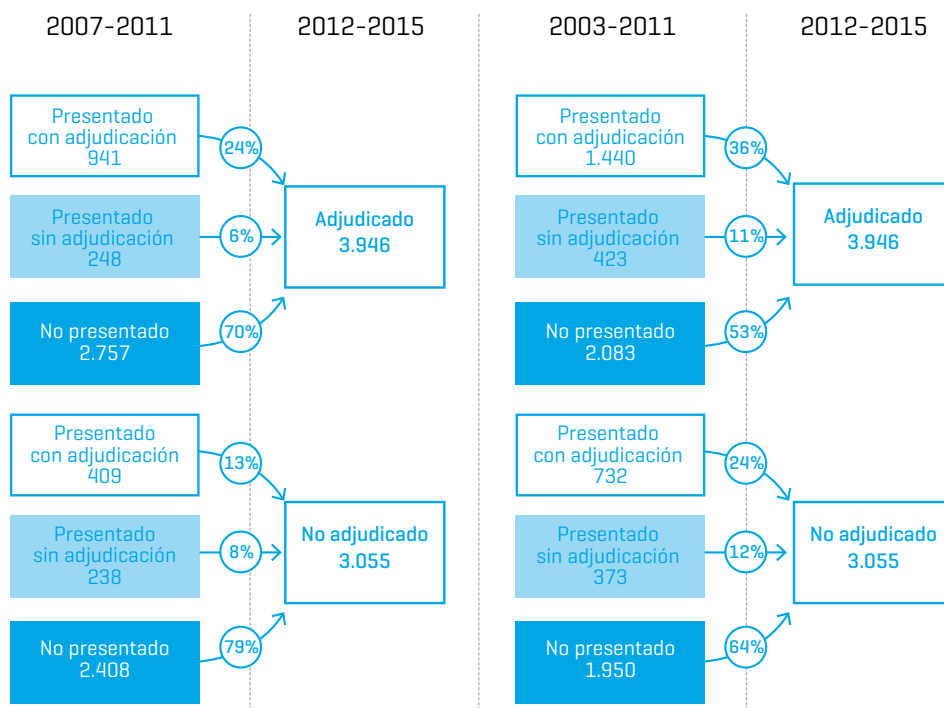 2007-2011
2012-2015
2003-2011
2012-2015
Presentado
con adjudicación
941
24%
Presentado
sin adjudicación
248
6%
No presentado
2.757
70%
Adjudicado
3.946
Presentado
con adjudicación
1.440
36%
Presentado
sin adjudicación
423
11%
No presentado
2.083
53%
Adjudicado
3.946
Presentado
con adjudicación
409
13%
Presentado
sin adjudicación
238
8%
No presentado
2.408
79%
No adjudicado
3.055
Presentado
con adjudicación
732
24%
Presentado
sin adjudicación
373
12%
No presentado
1.950
64%
No adjudicado
3.055